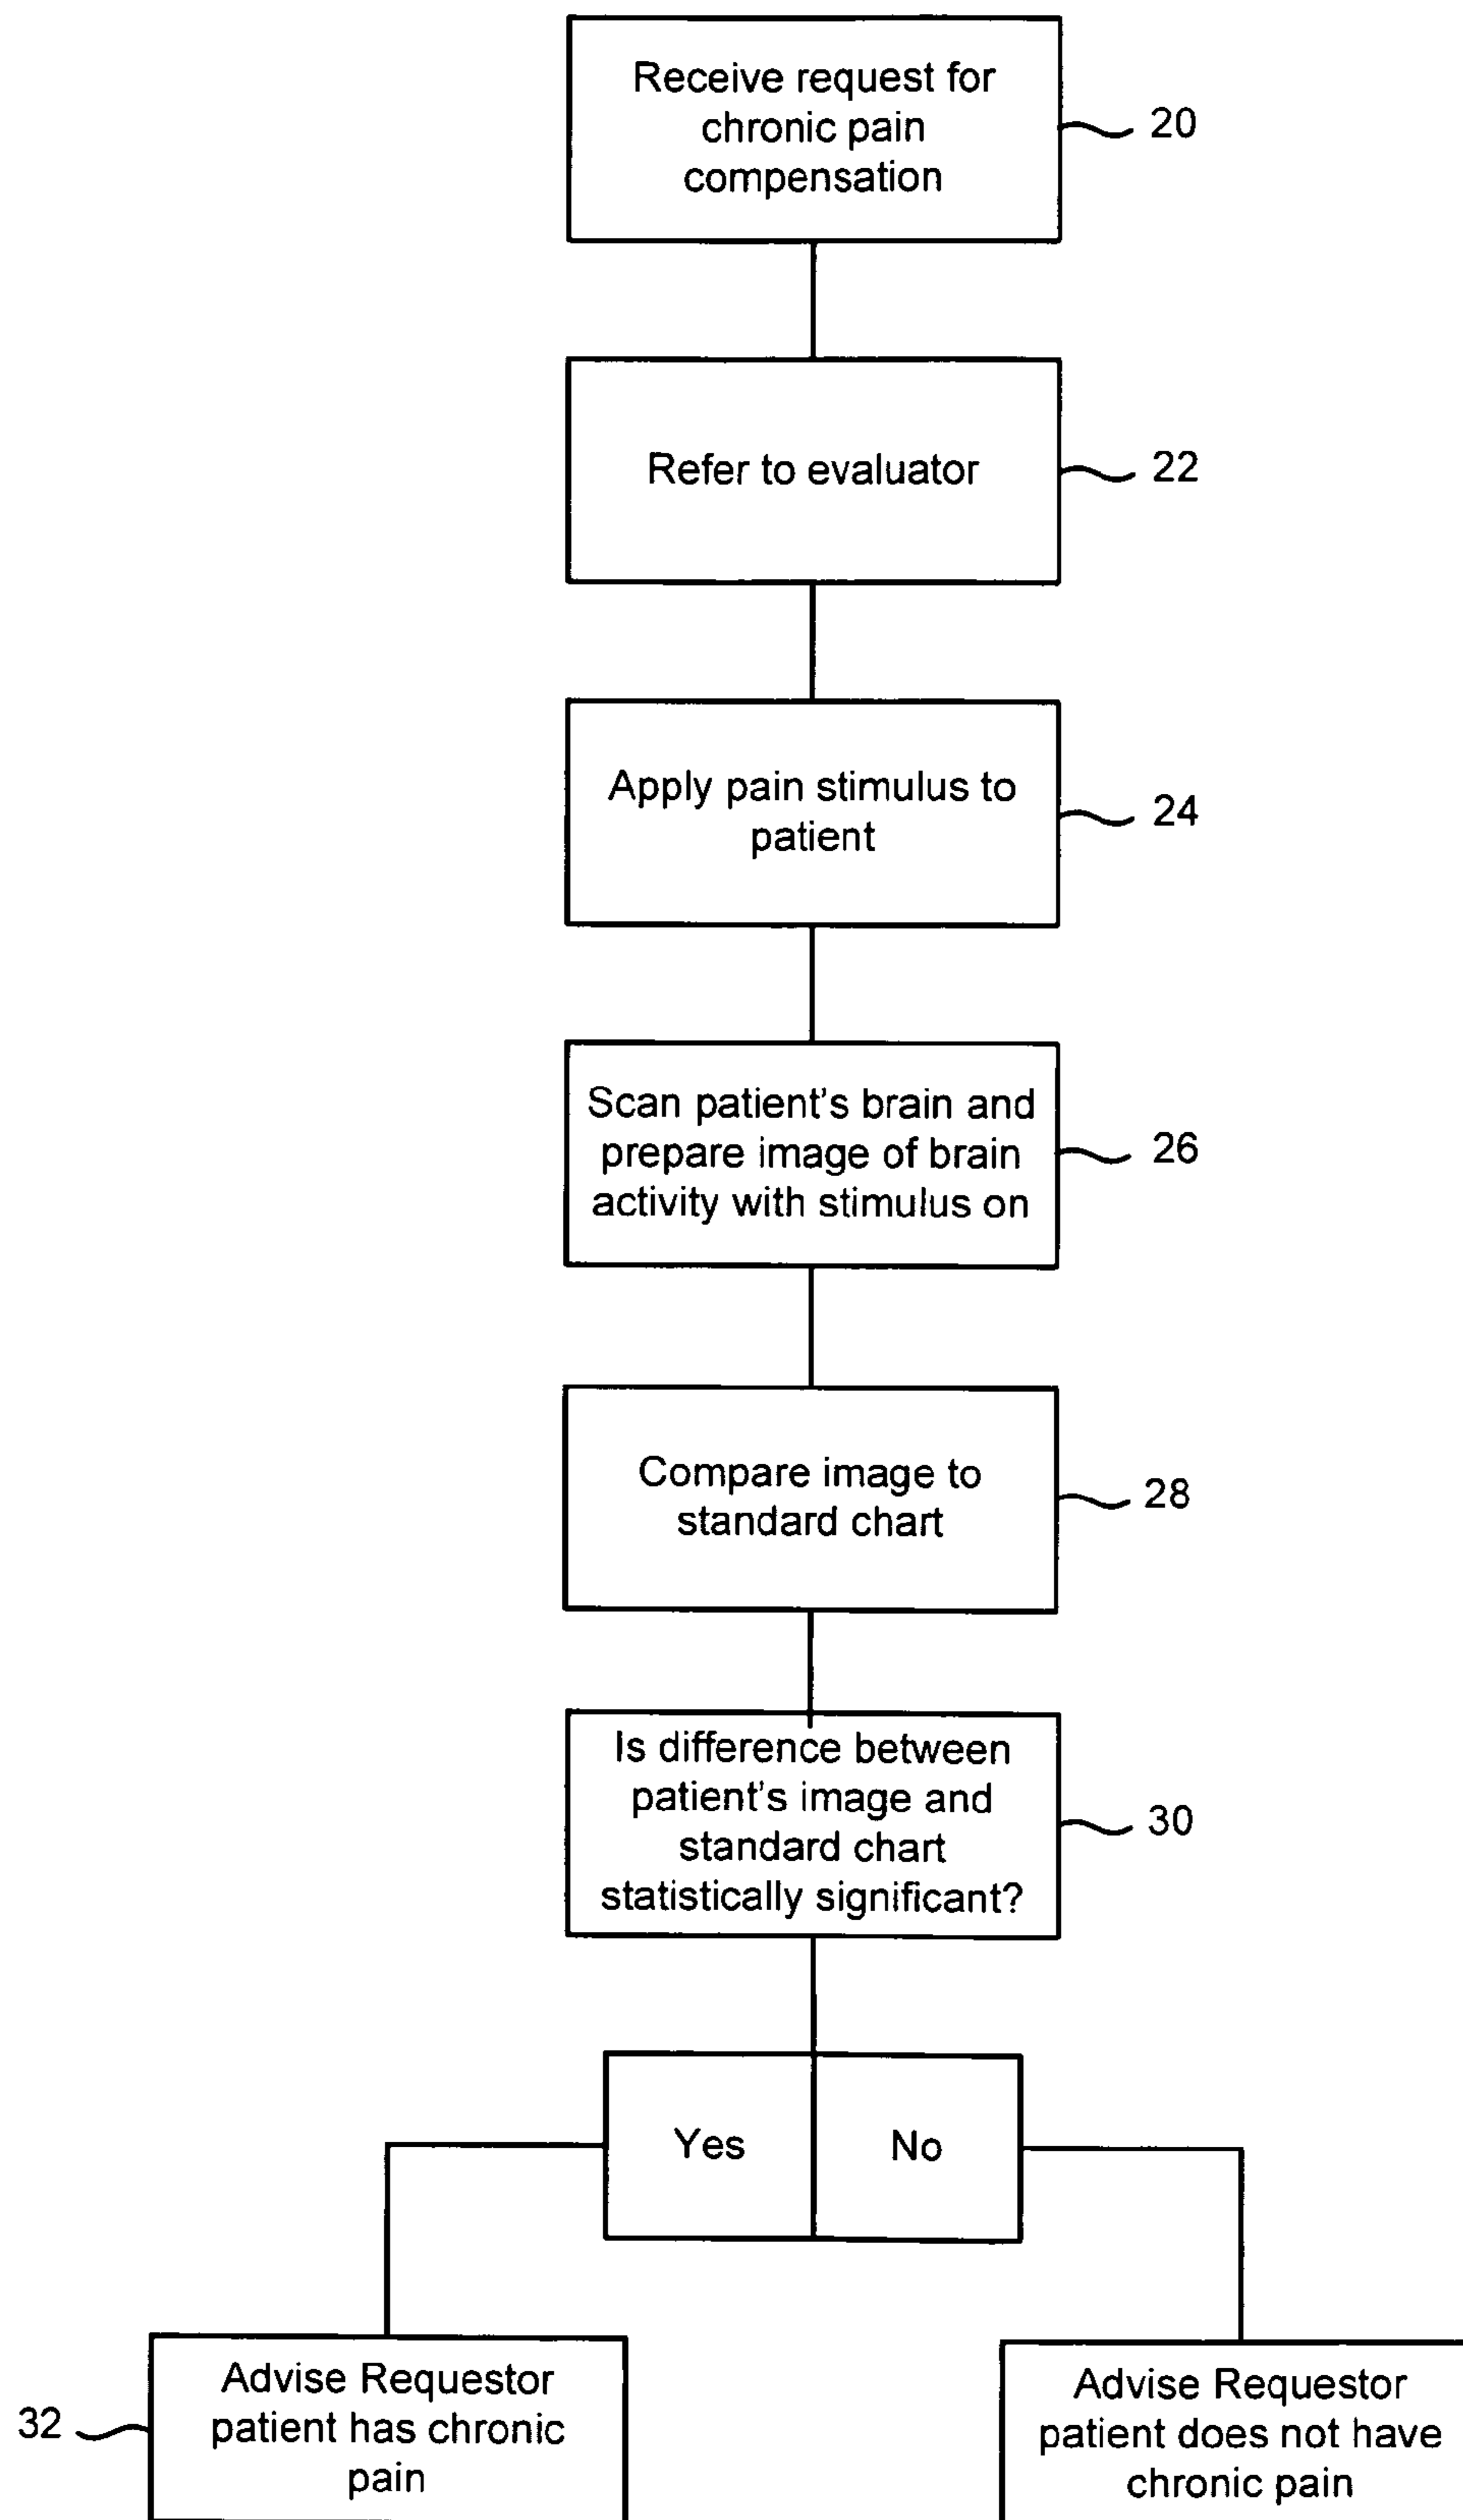 Receive request for
chronic pain
compensation
20
Refer to evaluator
22
Apply pain stimulus to
patient
24
Scan patient's brain and
prepare image of brain
activity with stimulus on
26
Compare image to
standard chart
28
Is difference between
patient's image and
standard chart
statistically significant?
30
Yes
No
32
Advise Requestor
patient has chronic
pain
Advise Requestor
patient does not have
chronic pain